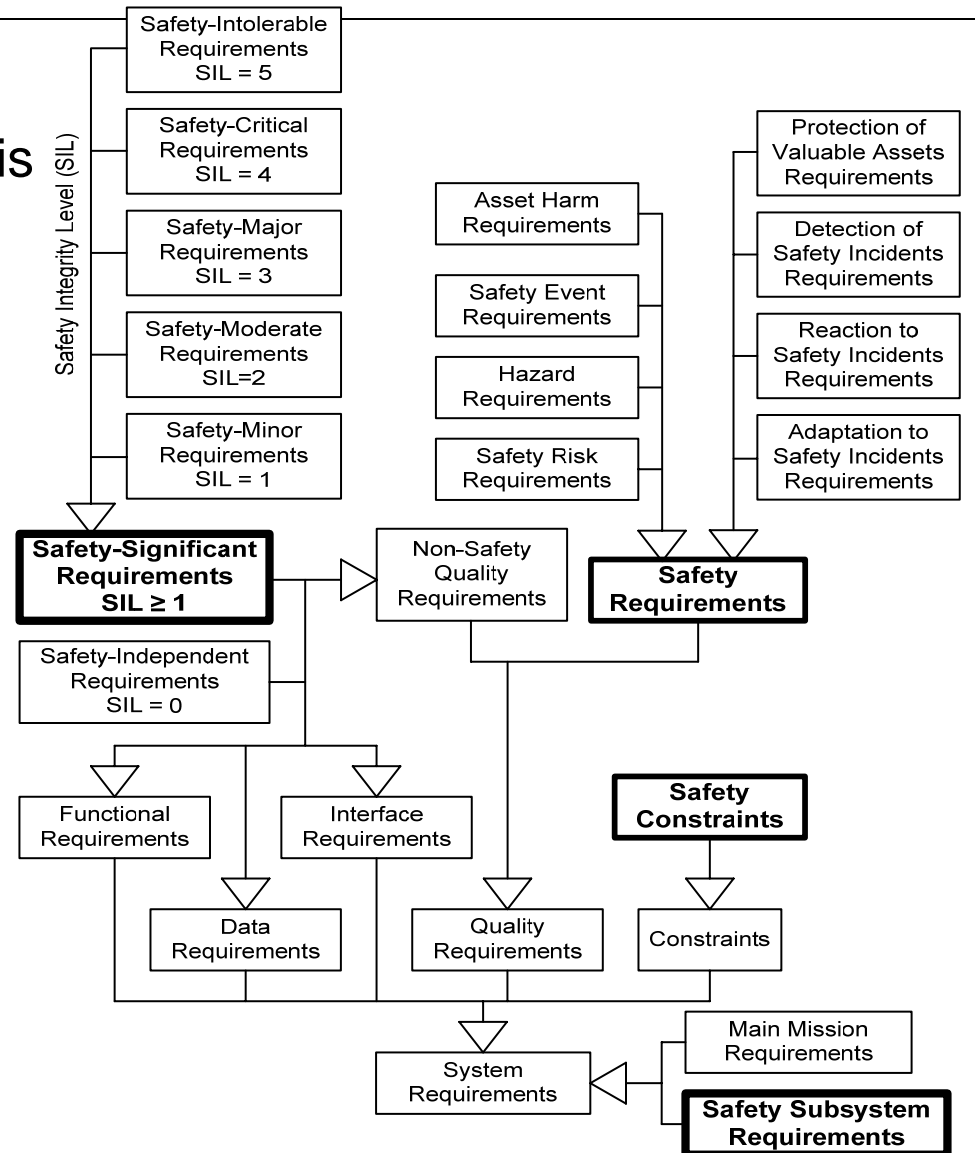 is
Safety Integrity Level (SIL)
Safety-Intolerable
Requirements
SIL = 5
Safety-Critical
Requirements
SIL = 4
Safety-Major
Requirements
SIL = 3
Safety-Moderate
Requirements
SIL=2
Safety-Minor
Requirements
SIL = 1
Asset Harm
Requirements
Safety Event
Requirements
Hazard
Requirements
Safety Risk
Requirements
Protection of
Valuable Assets
Requirements
Detection of
Safety Incidents
Requirements
Reaction to
Safety Incidents
Requirements
Adaptation to
Safety Incidents
Requirements
Safety-Significant
Requirements
SIL ≥ 1
Non-Safety
Quality
Requirements
Safety
Requirements
Safety-Independent
Requirements
SIL = 0
Functional
Requirements
Interface
Requirements
Safety
Constraints
Data
Requirements
Quality
Requirements
Constraints
System
Requirements
Main Mission
Requirements
Safety Subsystem
Requirements